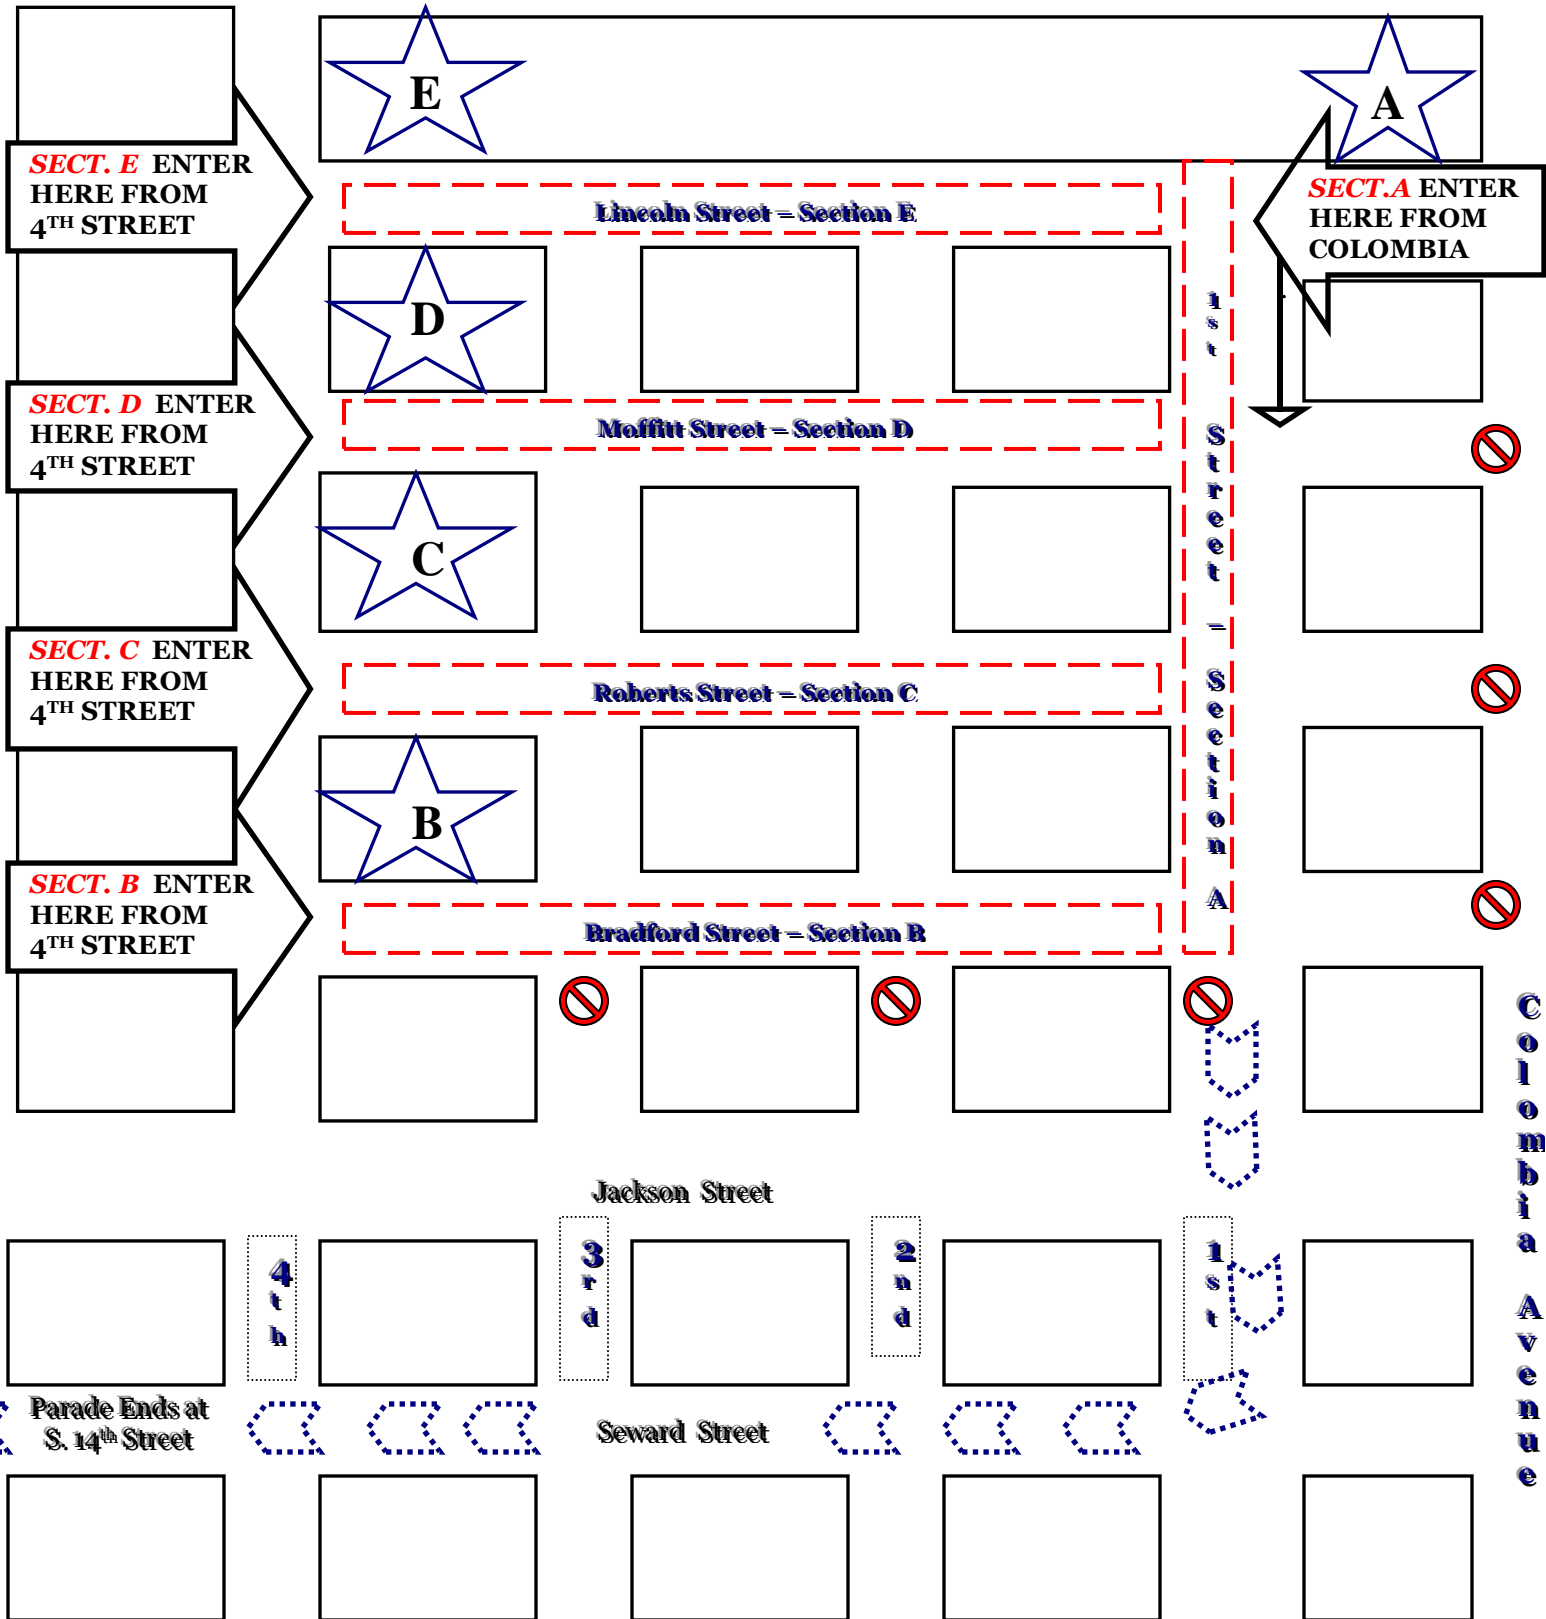 E
A
SECT. E ENTER
HERE FROM
4TH STREET
SECT.A ENTER
HERE FROM
COLOMBIA
Lincoln Street – Section E
D
1st Street – Section A
SECT. D ENTER
HERE FROM
4TH STREET
Moffitt Street – Section D
C
SECT. C ENTER
HERE FROM
4TH STREET
Roberts Street – Section C
B
SECT. B ENTER
HERE FROM
4TH STREET
Bradford Street – Section B
Colombia Avenue
Jackson Street
4th
3rd
2nd
1st
Parade Ends at
S. 14th Street
Seward Street